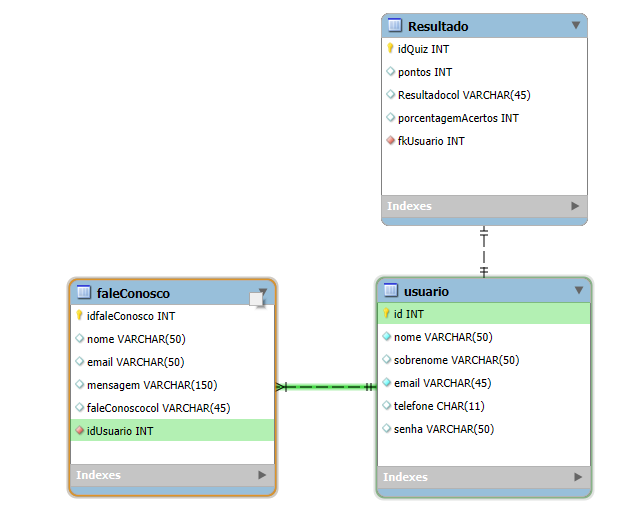 Resultado
idQuiz INT
pontos INT
Resultadocol VARCHAR(45)
porcentagemAcertos INT
fkUsuario INT
Indexes
faleConosco
idfaleConosco INT
nome VARCHAR(50)
email VARCHAR(50)
mensagem VARCHAR(150)
faleConoscocol VARCHAR(45)
idUsuario INT
Indexes
usuario
id INT
nome VARCHAR(50)
sobrenome VARCHAR(50)
email VARCHAR(45)
telefone CHAR(11)
senha VARCHAR(50)
Indexes